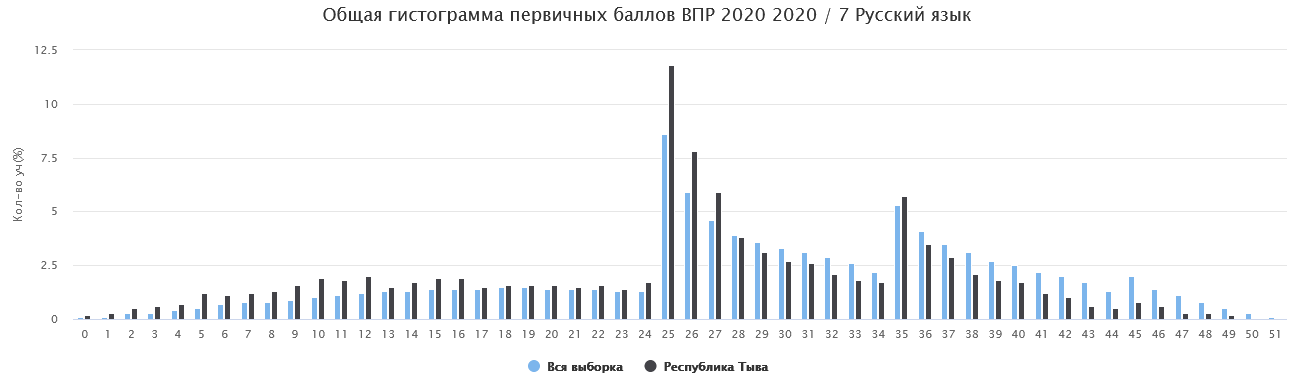 Общая гистограмма первичных баллов ВПР 2020 2020 / 7 Русский язык
Кол-во уч(%)
12.5
10
7.5
5
2.5
0
0 1 2 3 4 5 6 7 8 9 10 11 12 13 14 15 16 17 18 19 20 21 22 23 24 25 26 27 28 29 30 31 32 33 34 35 36 37 38 39 40 41 42 43 44 45 46 47 48 49 50 51
Вся выборка Республика Тыва